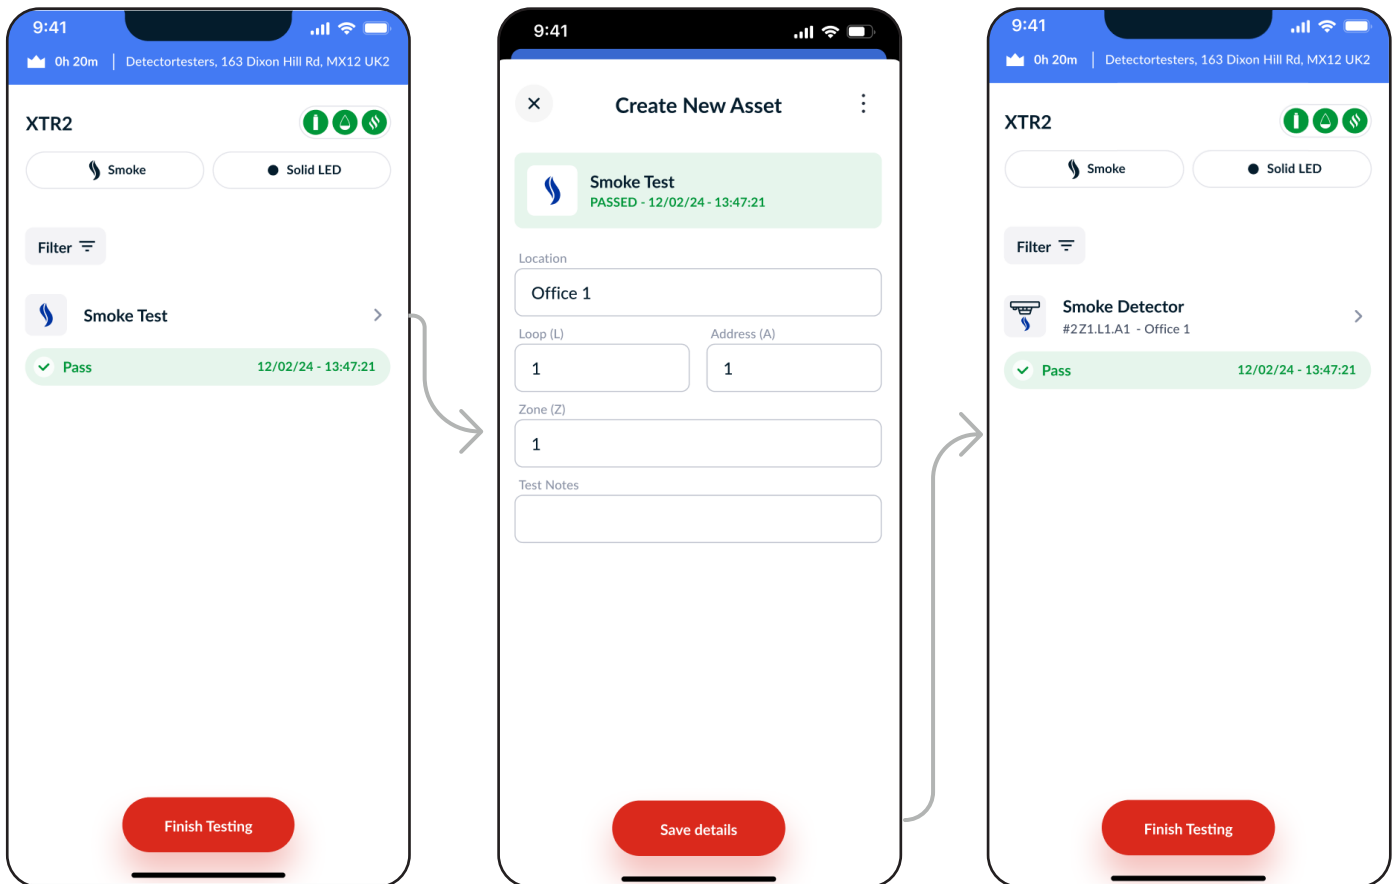 9:41
0h 20m | Detectortesters, 163 Dixon Hill Rd, MX12 UK2
XTR2
Smoke
Solid LED
Filter
Smoke Test
Pass
12/02/24 - 13:47:21
Finish Testing
9:41
Create New Asset
Smoke Test
PASSED - 12/02/24 - 13:47:21
Location
Office 1
Loop (L)
Address (A)
1
1
Zone (Z)
1
Test Notes
Save details
9:41
0h 20m | Detectortesters, 163 Dixon Hill Rd, MX12 UK2
XTR2
Smoke
Solid LED
Filter
Smoke Detector
#2Z1.L1.A1 - Office 1
Pass
12/02/24 - 13:47:21
Finish Testing